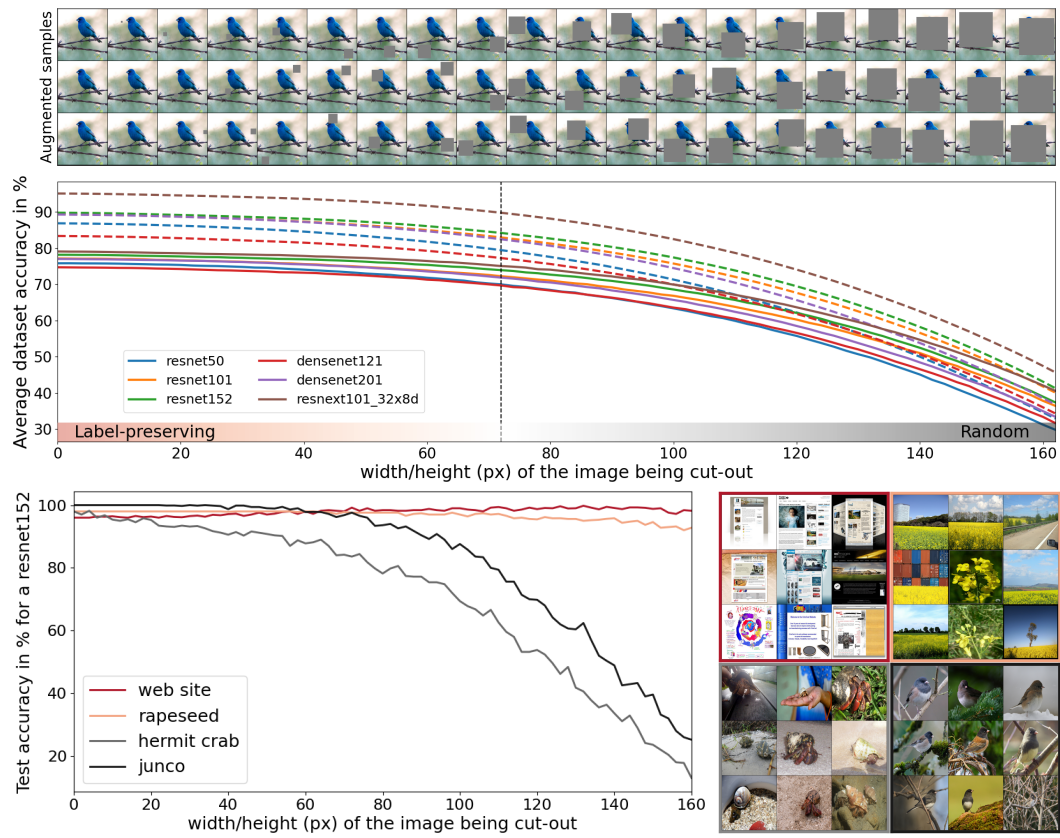 Augmented samples
Average dataset accuracy in %
90
80
70
60
50
40
30
resnet50
resnet101
resnet152
densenet121
densenet201
resnext101_32x8d
Label-preserving
Random
0 20 40 60 80 100 120 140 160
width/height (px) of the image being cut-out
Test accuracy in % for a resnet152
100
80
60
40
20
web site
rapeseed
hermit crab
junco
0 20 40 60 80 100 120 140 160
width/height (px) of the image being cut-out